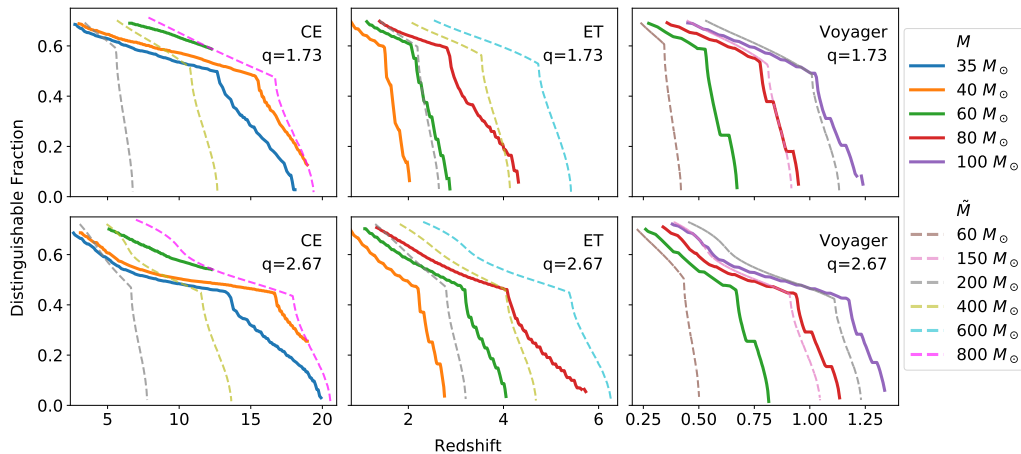 Distinguishable Fraction
0.6
0.4
0.2
0.0
CE
q=1.73
ET
q=1.73
Voyager
q=1.73
0.6
0.4
0.2
0.0
CE
q=2.67
ET
q=2.67
Voyager
q=2.67
5 10 15 20
2 4 6
0.25 0.50 0.75 1.00 1.25
Redshift
M
35 M⊙
40 M⊙
60 M⊙
80 M⊙
100 M⊙
M̃
60 M⊙
150 M⊙
200 M⊙
400 M⊙
600 M⊙
800 M⊙